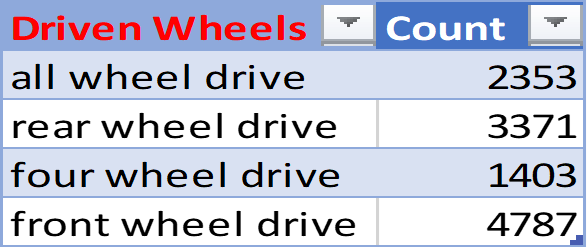 Driven Wheels Count
all wheel drive 2353
rear wheel drive 3371
four wheel drive 1403
front wheel drive 4787